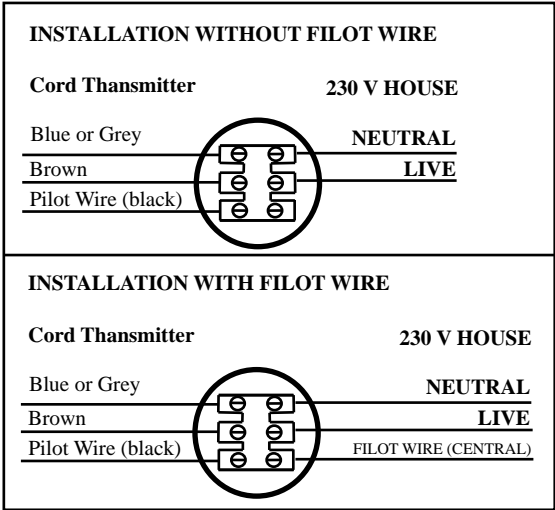 INSTALLATION WITHOUT FILOT WIRE
Cord Thansmitter 230 V HOUSE
Blue or Grey NEUTRAL
Brown LIVE
Pilot Wire (black)
INSTALLATION WITH FILOT WIRE
Cord Thansmitter 230 V HOUSE
Blue or Grey NEUTRAL
Brown LIVE
Pilot Wire (black) FILOT WIRE (CENTRAL)